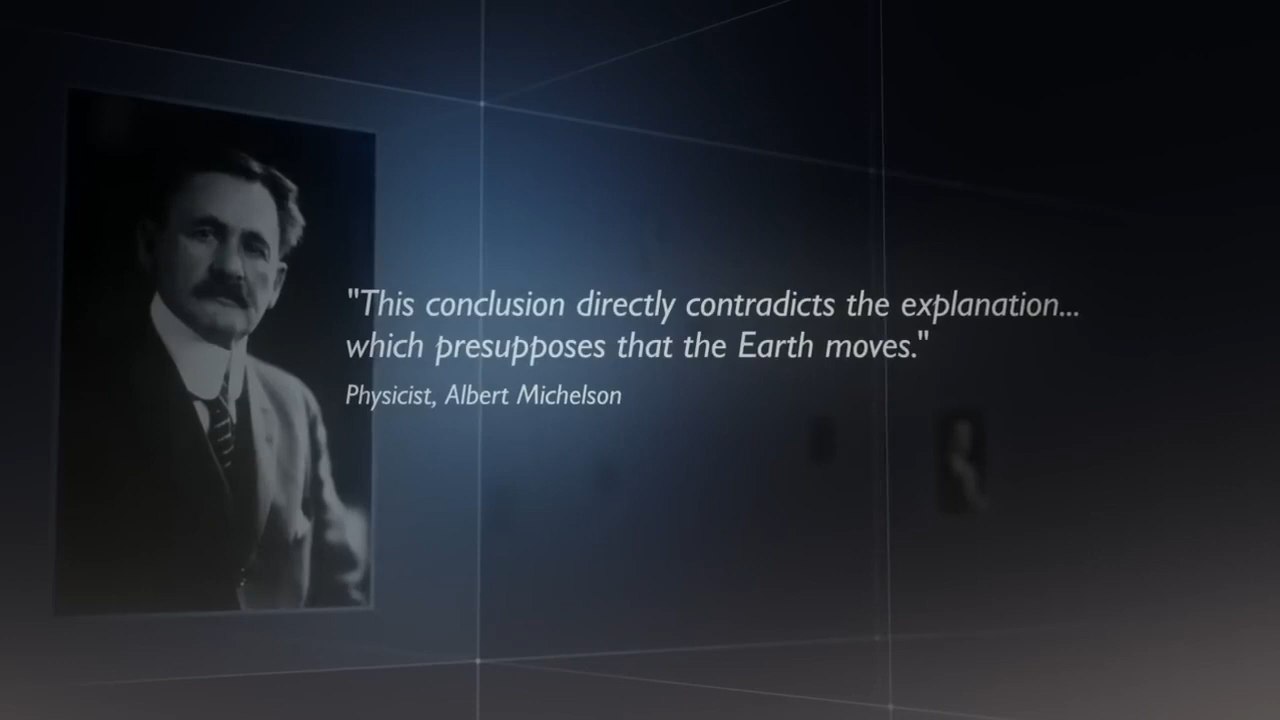 "This conclusion directly contradicts the explanation...
which presupposes that the Earth moves."
Physicist, Albert Michelson